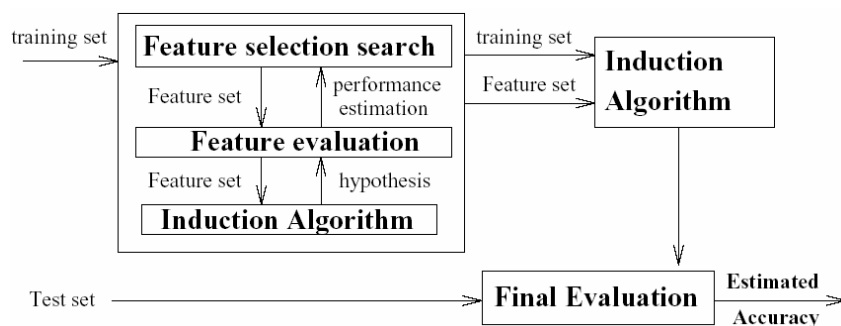 training set
Feature selection search
Feature set
performance
estimation
Feature evaluation
Feature set
hypothesis
Induction Algorithm
training set
Feature set
Induction
Algorithm
Test set
Final Evaluation
Estimated
Accuracy